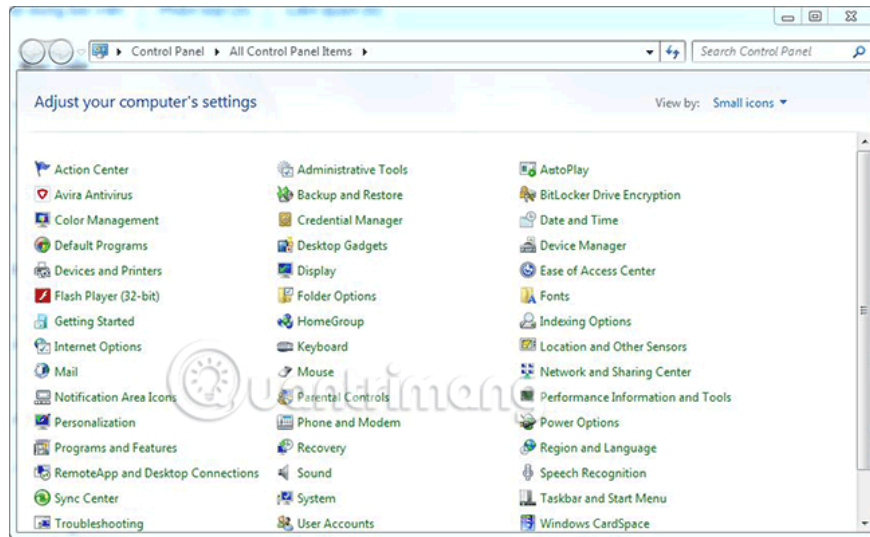 Control Panel ▸ All Control Panel Items ▸ Search Control Panel
Adjust your computer's settings View by: Small icons
Action Center Administrative Tools AutoPlay
Avira Antivirus Backup and Restore BitLocker Drive Encryption
Color Management Credential Manager Date and Time
Default Programs Desktop Gadgets Device Manager
Devices and Printers Display Ease of Access Center
Flash Player (32-bit) Folder Options Fonts
Getting Started HomeGroup Indexing Options
Internet Options Keyboard Location and Other Sensors
Mail Mouse Network and Sharing Center
Notification Area Icons Parental Controls Performance Information and Tools
Quantrimang
Personalization Phone and Modem Power Options
Programs and Features Recovery Region and Language
RemoteApp and Desktop Connections Sound Speech Recognition
Sync Center System Taskbar and Start Menu
Troubleshooting User Accounts Windows CardSpace